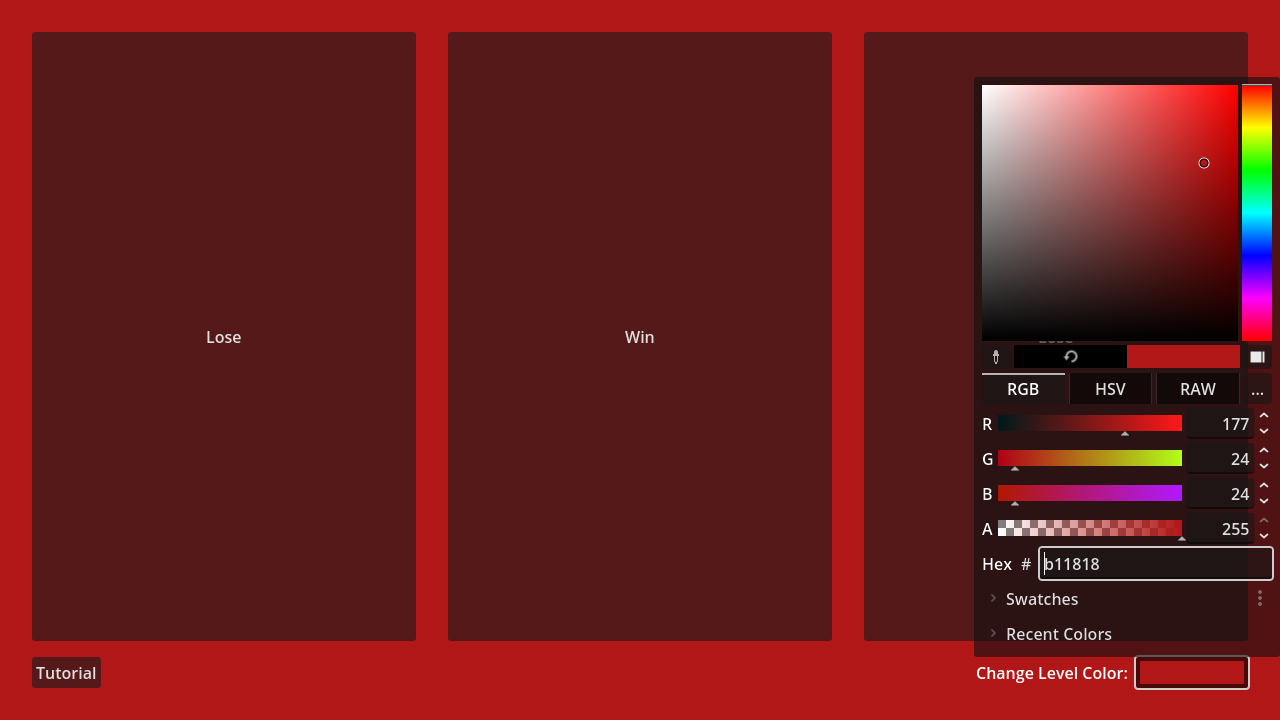 Lose
Win
RGB
HSV
RAW
...
R 177
G 24
B 24
A 255
Hex # b11818
Swatches
Recent Colors
Tutorial
Change Level Color: